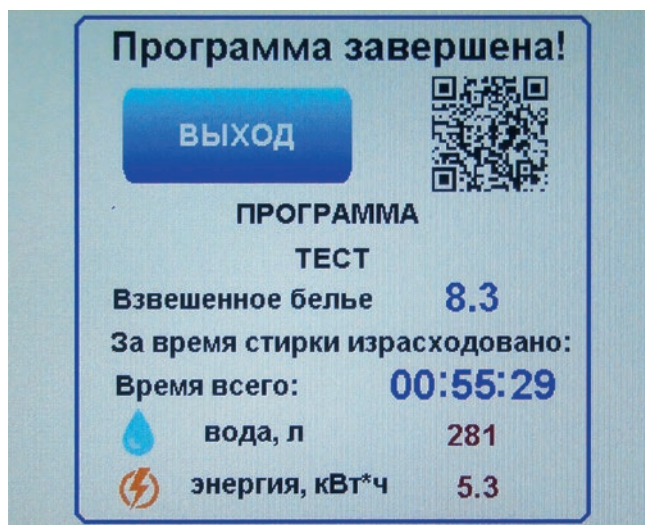 Программа завершена!
ВЫХОД
ПРОГРАММА
ТЕСТ
Взвешенное белье 8.3
За время стирки израсходовано:
Время всего: 00:55:29
вода, л 281
энергия, кВт*ч 5.3